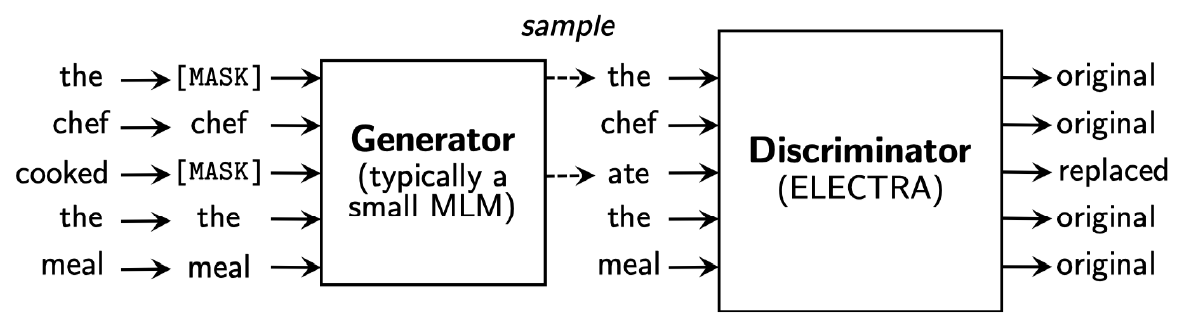 sample
the [MASK] the original
chef chef Generator chef original
cooked [MASK] (typically a ate Discriminator replaced
the the small MLM) the (ELECTRA) original
meal meal meal original